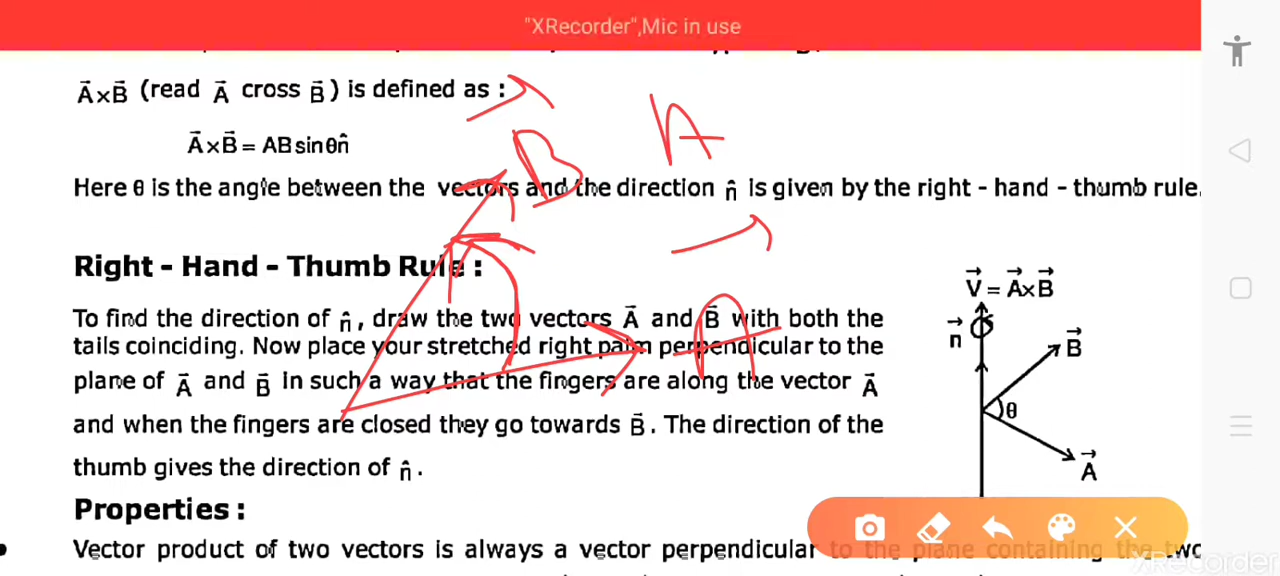 "XRecorder",Mic in use
A⃗×B⃗ (read A⃗ cross B⃗ ) is defined as :
A⃗×B⃗ = AB sinθn̂
Here θ is the angle between the vectors and the direction n̂ is given by the right - hand - thumb rule.
B
A
A
Right - Hand - Thumb Rule :
To find the direction of n̂ , draw the two vectors A⃗ and B⃗ with both the
tails coinciding. Now place your stretched right palm perpendicular to the
plane of A⃗ and B⃗ in such a way that the fingers are along the vector A⃗
and when the fingers are closed they go towards B⃗ . The direction of the
thumb gives the direction of n̂ .
V⃗ = A⃗×B⃗
n⃗
B⃗
θ
A⃗
Properties :
Vector product of two vectors is always a vector perpendicular to the plane containing the two
XRecorder